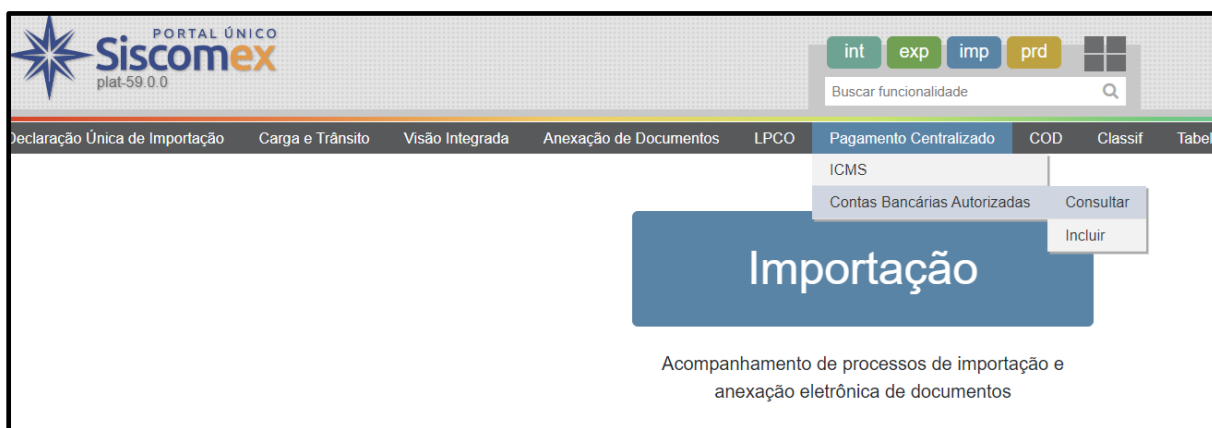 PORTAL ÚNICO
Siscomex
plat-59.0.0
int exp imp prd
Buscar funcionalidade
Declaração Única de Importação Carga e Trânsito Visão Integrada Anexação de Documentos LPCO Pagamento Centralizado COD Classif Tabel
ICMS
Contas Bancárias Autorizadas Consultar
Incluir
Importação
Acompanhamento de processos de importação e
anexação eletrônica de documentos